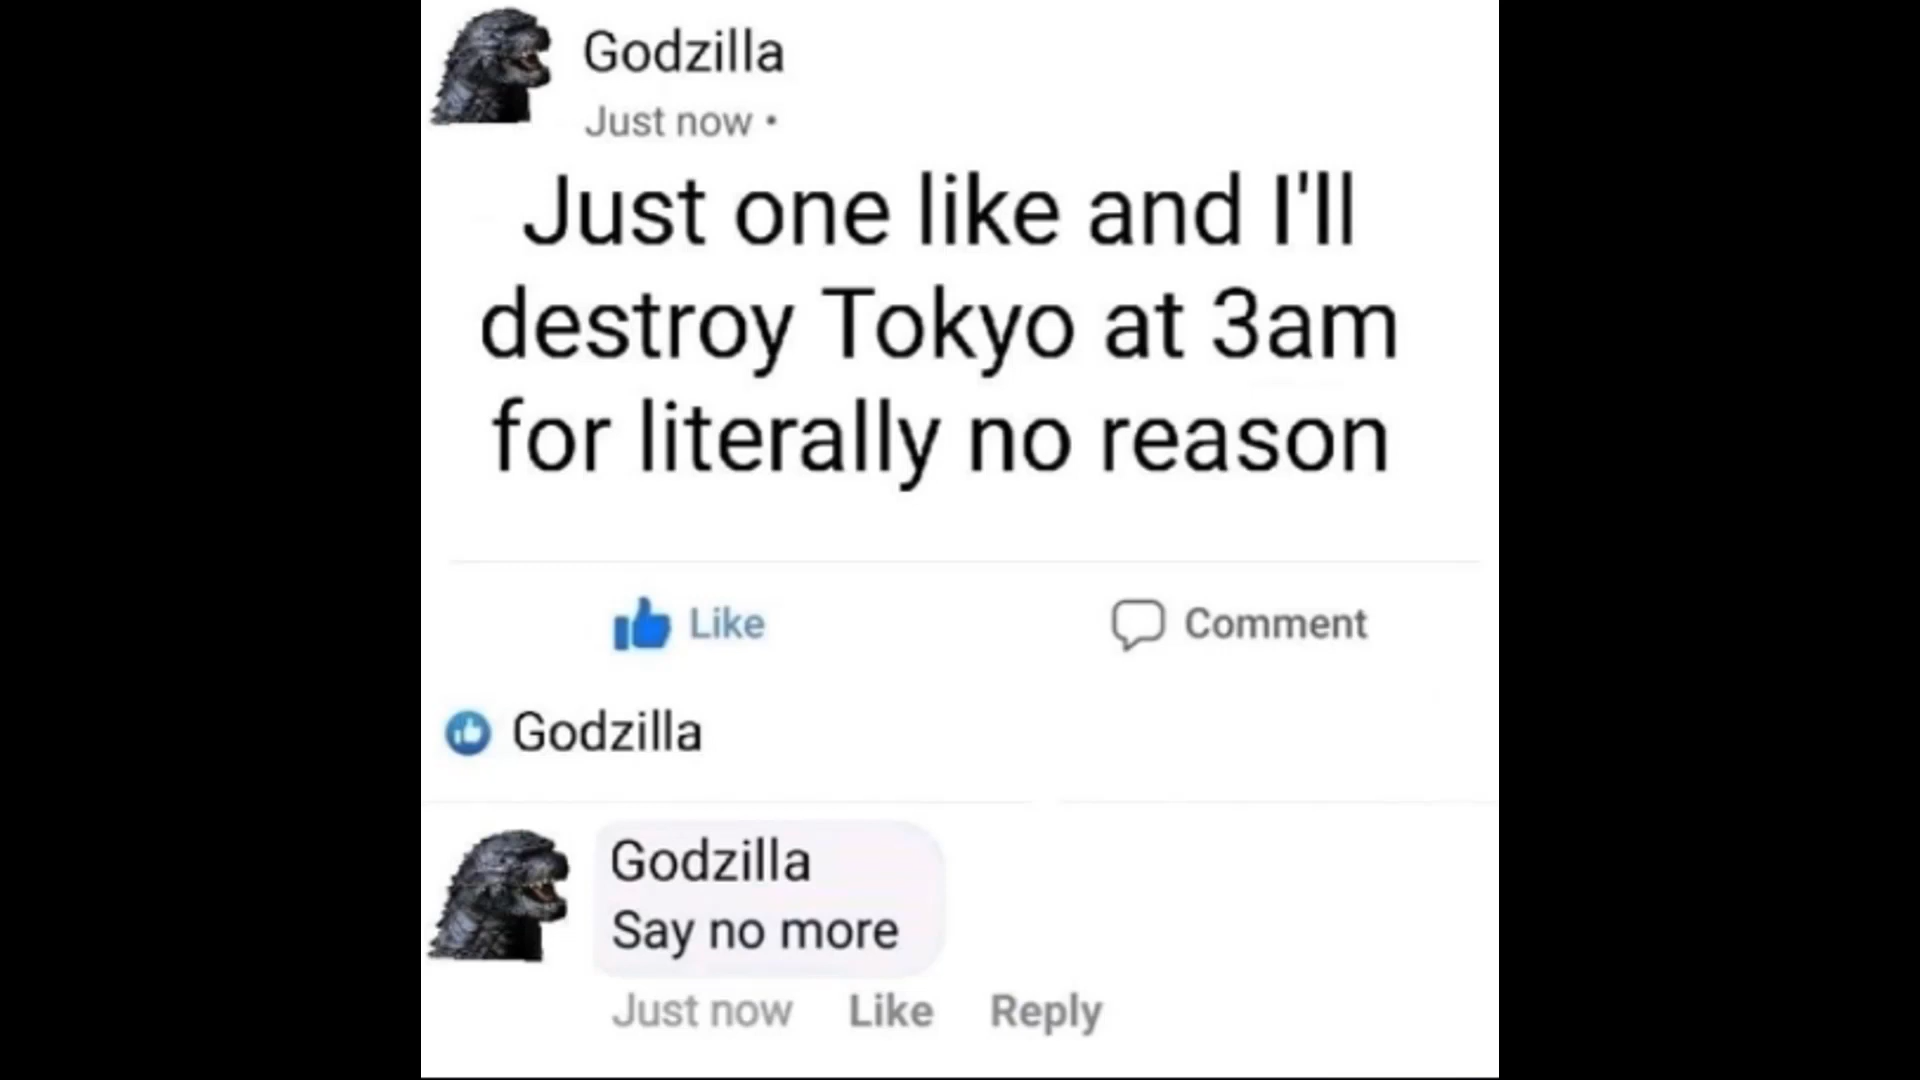 Godzilla
Just now •
Just one like and I'll
destroy Tokyo at 3am
for literally no reason
Like
Comment
Godzilla
Godzilla
Say no more
Just now Like Reply